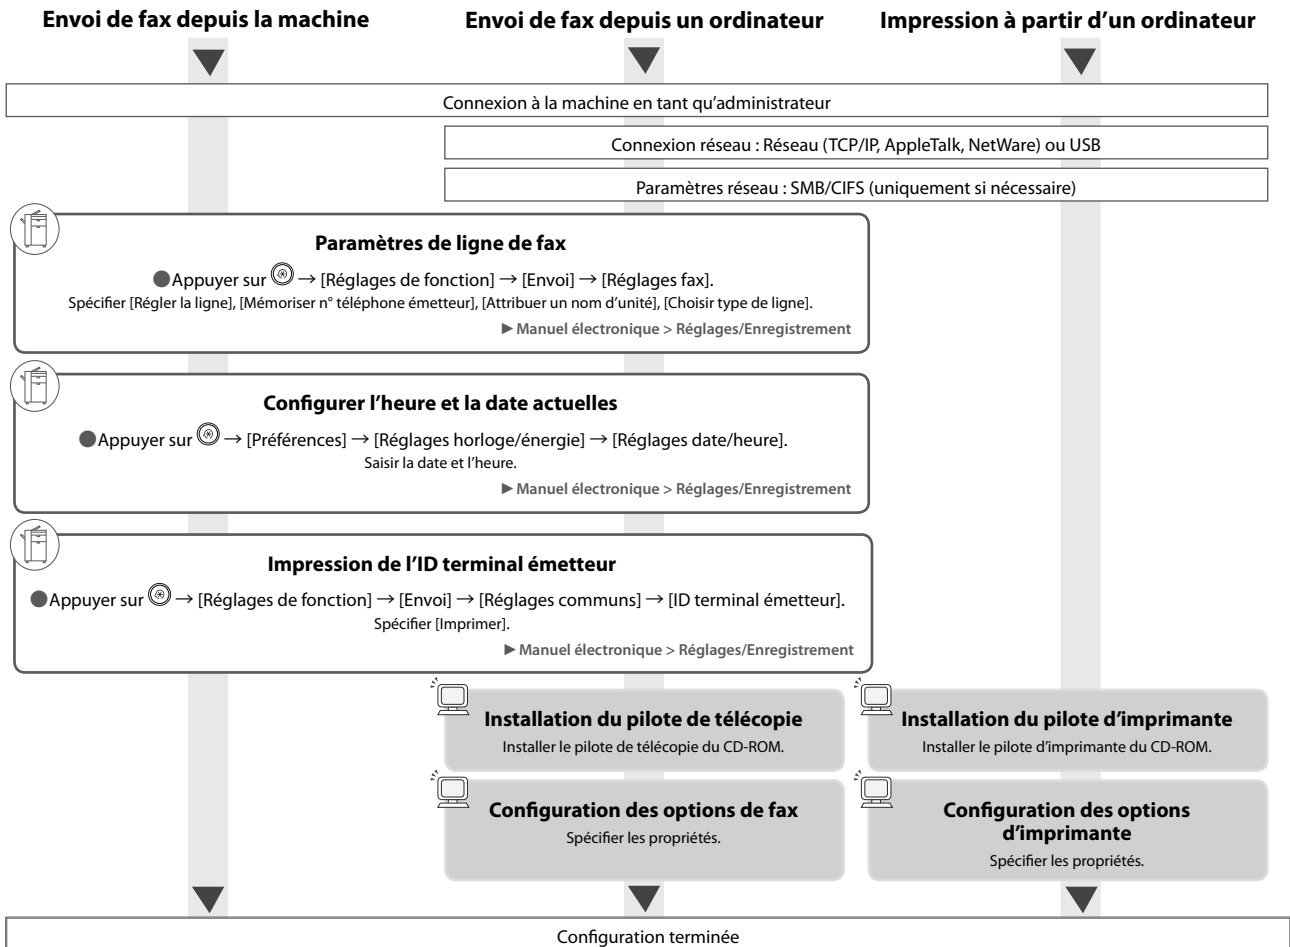 Envoi de fax depuis la machine
Envoi de fax depuis un ordinateur
Impression à partir d’un ordinateur
Connexion à la machine en tant qu’administrateur
Connexion réseau : Réseau (TCP/IP, AppleTalk, NetWare) ou USB
Paramètres réseau : SMB/CIFS (uniquement si nécessaire)
Paramètres de ligne de fax
●Appuyer sur → [Réglages de fonction] → [Envoi] → [Réglages fax].
Spécifier [Régler la ligne], [Mémoriser n° téléphone émetteur], [Attribuer un nom d’unité], [Choisir type de ligne].
►Manuel électronique > Réglages/Enregistrement
Configurer l’heure et la date actuelles
●Appuyer sur → [Préférences] → [Réglages horloge/énergie] → [Réglages date/heure].
Saisir la date et l’heure.
►Manuel électronique > Réglages/Enregistrement
Impression de l’ID terminal émetteur
●Appuyer sur → [Réglages de fonction] → [Envoi] → [Réglages communs] → [ID terminal émetteur].
Spécifier [Imprimer].
►Manuel électronique > Réglages/Enregistrement
Installation du pilote de télécopie
Installer le pilote de télécopie du CD-ROM.
Installation du pilote d’imprimante
Installer le pilote d’imprimante du CD-ROM.
Configuration des options de fax
Spécifier les propriétés.
Configuration des options
d’imprimante
Spécifier les propriétés.
Configuration terminée